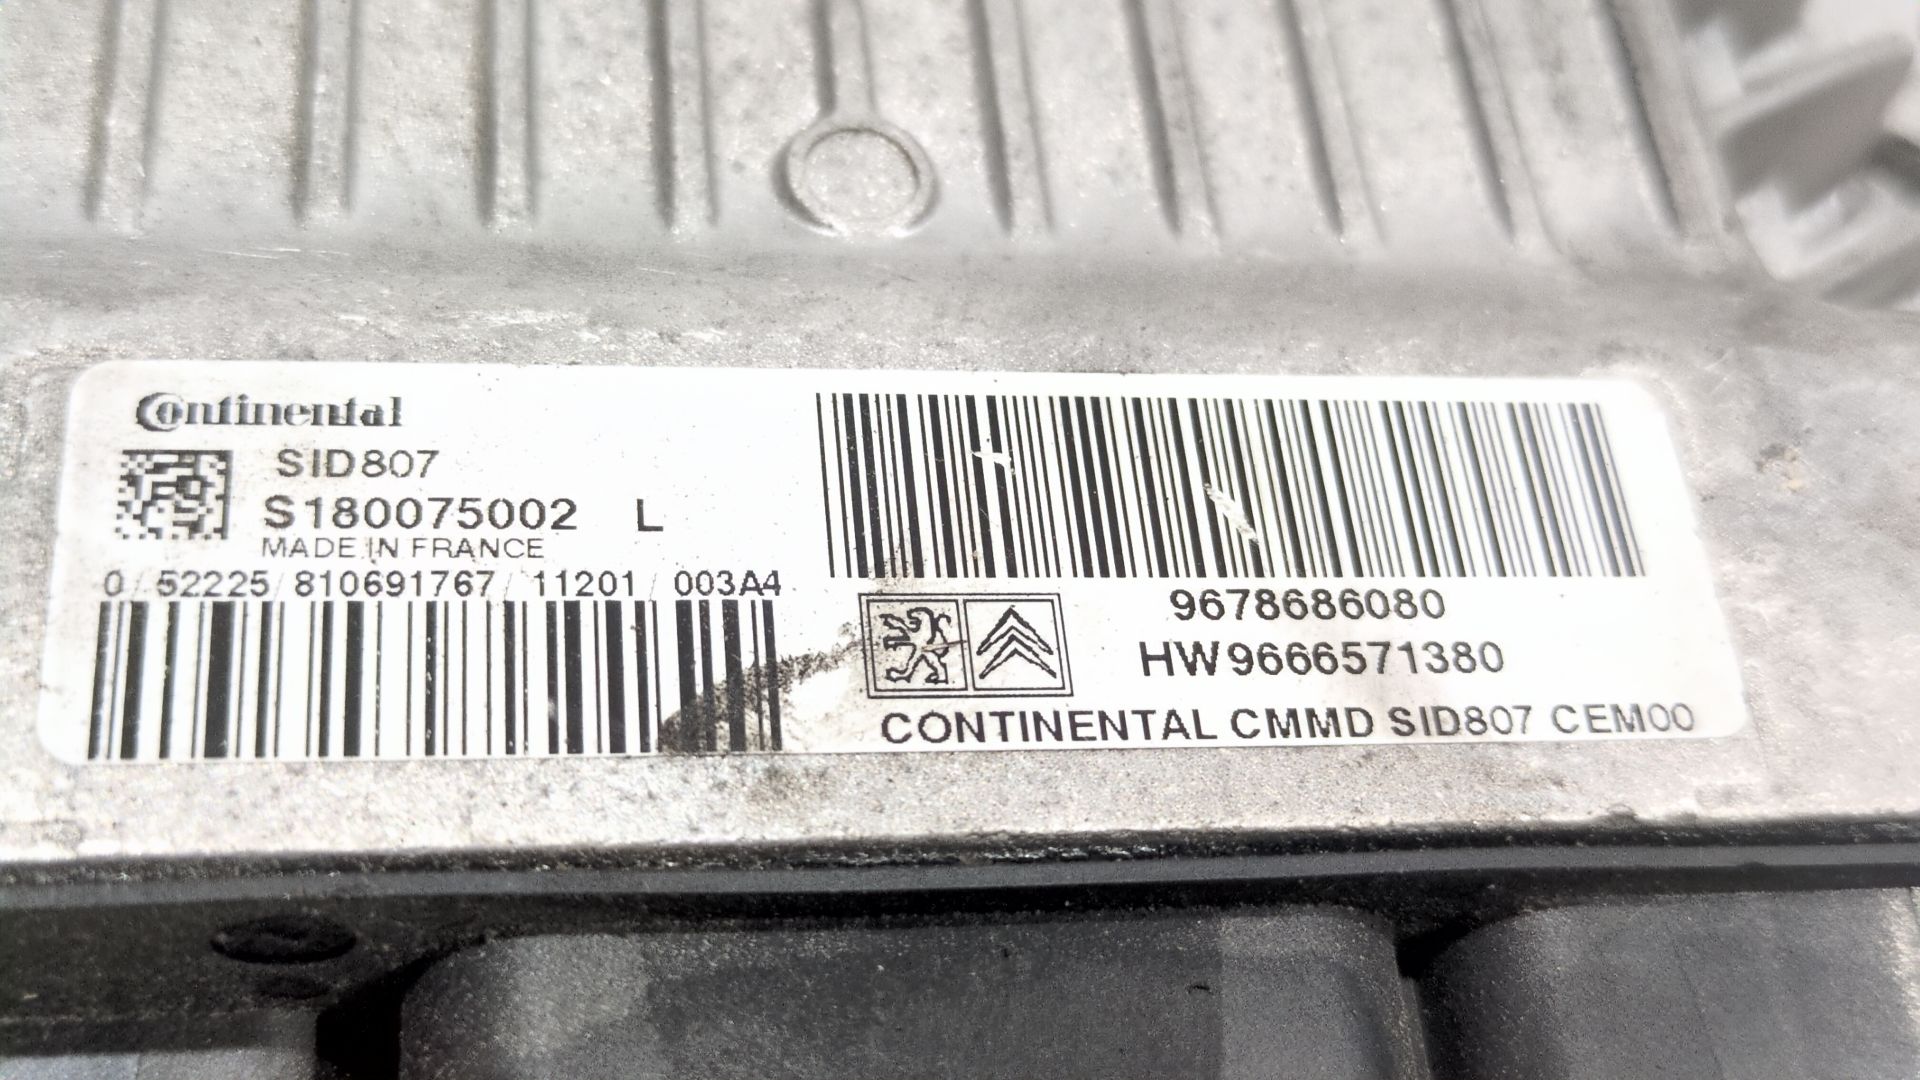 Continental
SID807
S180075002 L
MADE IN FRANCE
0/52225/810691767/11201/003A4
9678686080
HW9666571380
CONTINENTAL CMMD SID807 CEM00